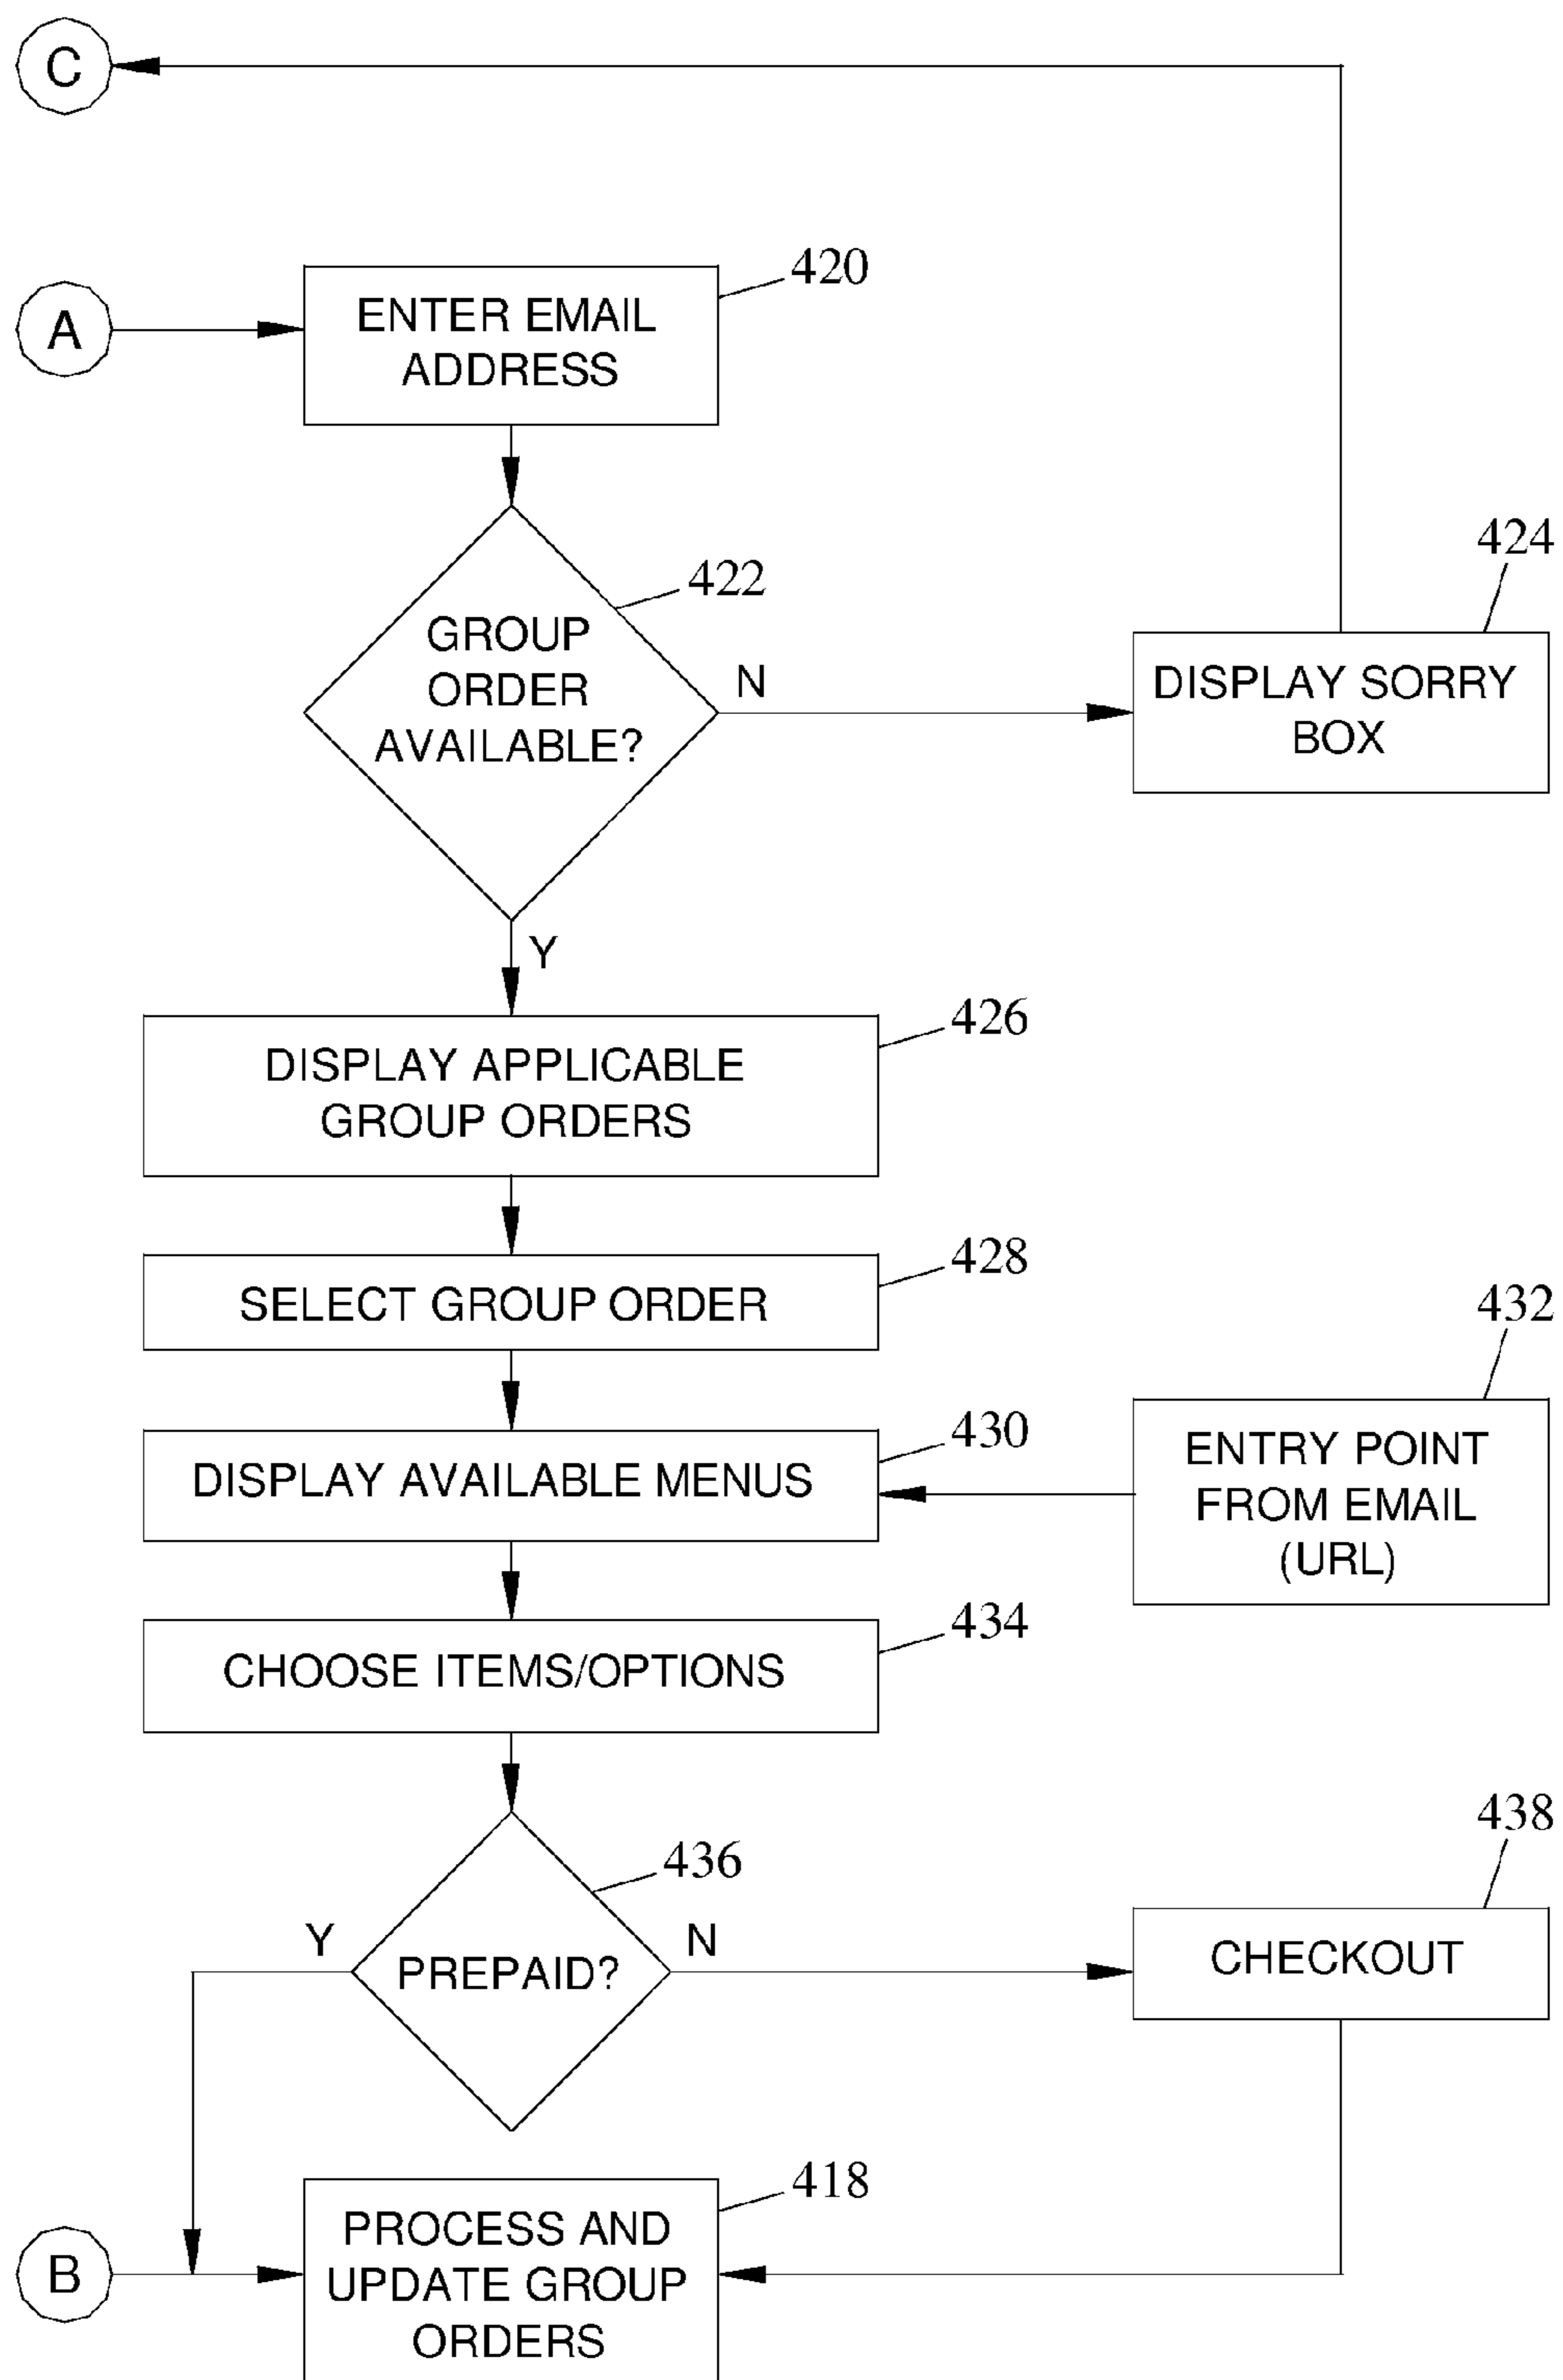 C
A
ENTER EMAIL
ADDRESS
420
GROUP
ORDER
AVAILABLE?
422
N
DISPLAY SORRY
BOX
424
Y
DISPLAY APPLICABLE
GROUP ORDERS
426
SELECT GROUP ORDER
428
DISPLAY AVAILABLE MENUS
430
ENTRY POINT
FROM EMAIL
(URL)
432
CHOOSE ITEMS/OPTIONS
434
PREPAID?
436
Y
N
CHECKOUT
438
B
PROCESS AND
UPDATE GROUP
ORDERS
418